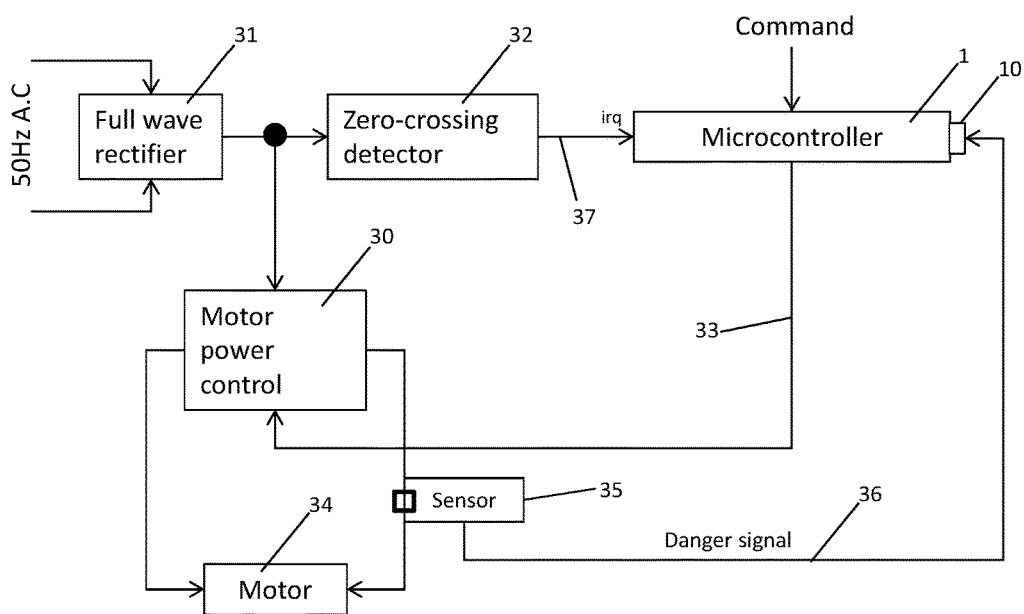 31
32
Command
1
10
50Hz A.C
Full wave
rectifier
Zero-crossing
detector
irq
Microcontroller
37
30
33
Motor
power
control
35
Sensor
36
34
Danger signal
Motor